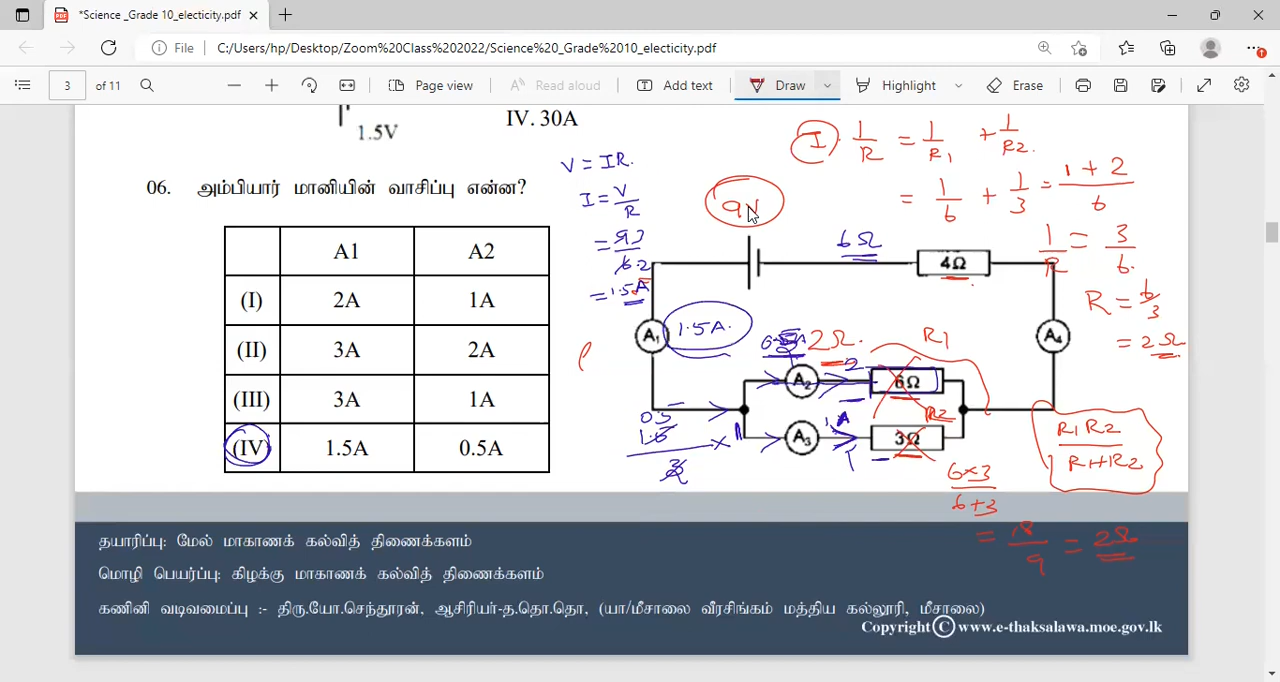 *Science _Grade 10_electicity.pdf
File
C:/Users/hp/Desktop/Zoom%20Class%202022/Science%20_Grade%2010_electicity.pdf
3 of 11
Page view
Read aloud
Add text
Draw
Highlight
Erase
1.5V
IV. 30A
06. அம்பியார் மானியின் வாசிப்பு என்ன?
A1 A2
(I) 2A 1A
(II) 3A 2A
(III) 3A 1A
(IV) 1.5A 0.5A
V = IR.
I = V/R
= 1.5A
9V
6Ω
4Ω
A1
1.5A.
2Ω.
R1
A4
A2
6Ω
R2
A3
3Ω
1A
I 1/R = 1/R1 + 1/R2.
= 1/6 + 1/3 = 1+2/6
1/R = 3/6.
R = 6/3
= 2Ω
R1R2
R1+R2
6×3
6+3
= 18/9 = 2Ω
தயாரிப்பு: மேல் மாகாணக் கல்வித் திணைக்களம்
மொழி பெயர்ப்பு: கிழக்கு மாகாணக் கல்வித் திணைக்களம்
கணினி வடிவமைப்பு :- திரு.யோ.செந்தூரன், ஆசிரியர்-த.தொ.தொ, (யா/மீசாலை வீரசிங்கம் மத்திய கல்லூரி, மீசாலை)
Copyright C www.e-thaksalawa.moe.gov.lk